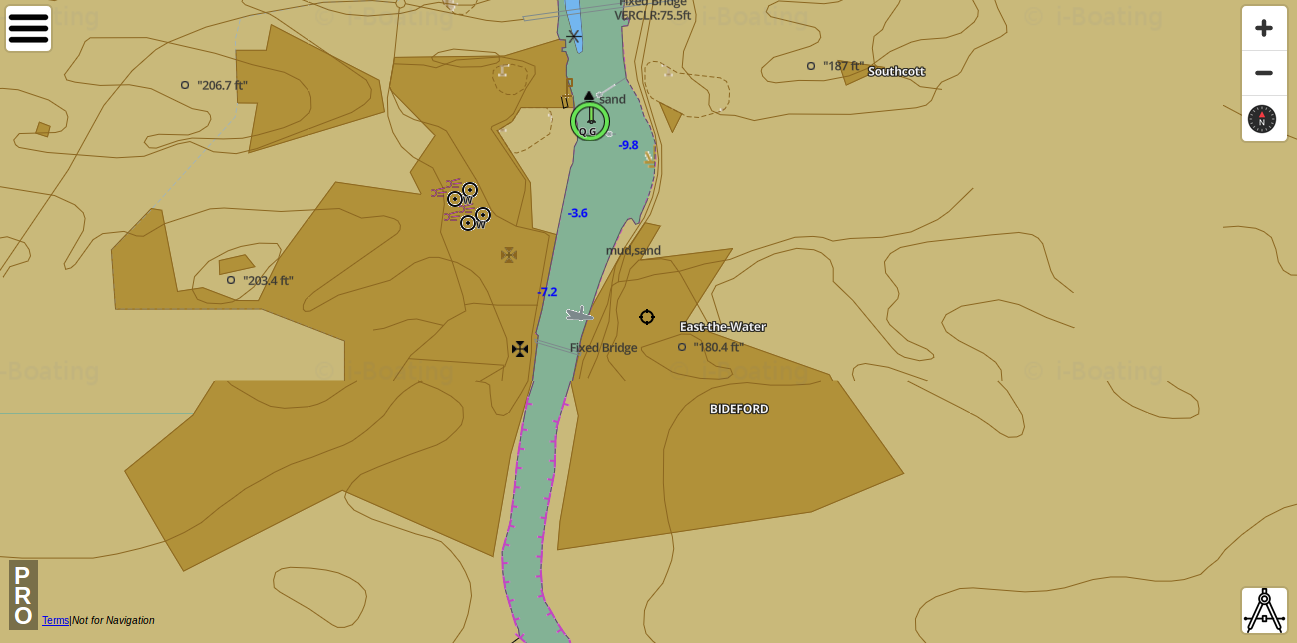 Fixed Bridge
VERCLR:75.5ft
© i-Boating
i-Boating
© i-Boating
"187 ft"
Southcott
"206.7 ft"
sand
N
Q G
-9.8
W
-3.6
W
mud,sand
"203.4 ft"
-7.2
East-the-Water
Fixed Bridge
"180.4 ft"
i-Boating
© i-Boating
i-Boating
© i-Boating
BIDEFORD
PRO
Terms|Not for Navigation